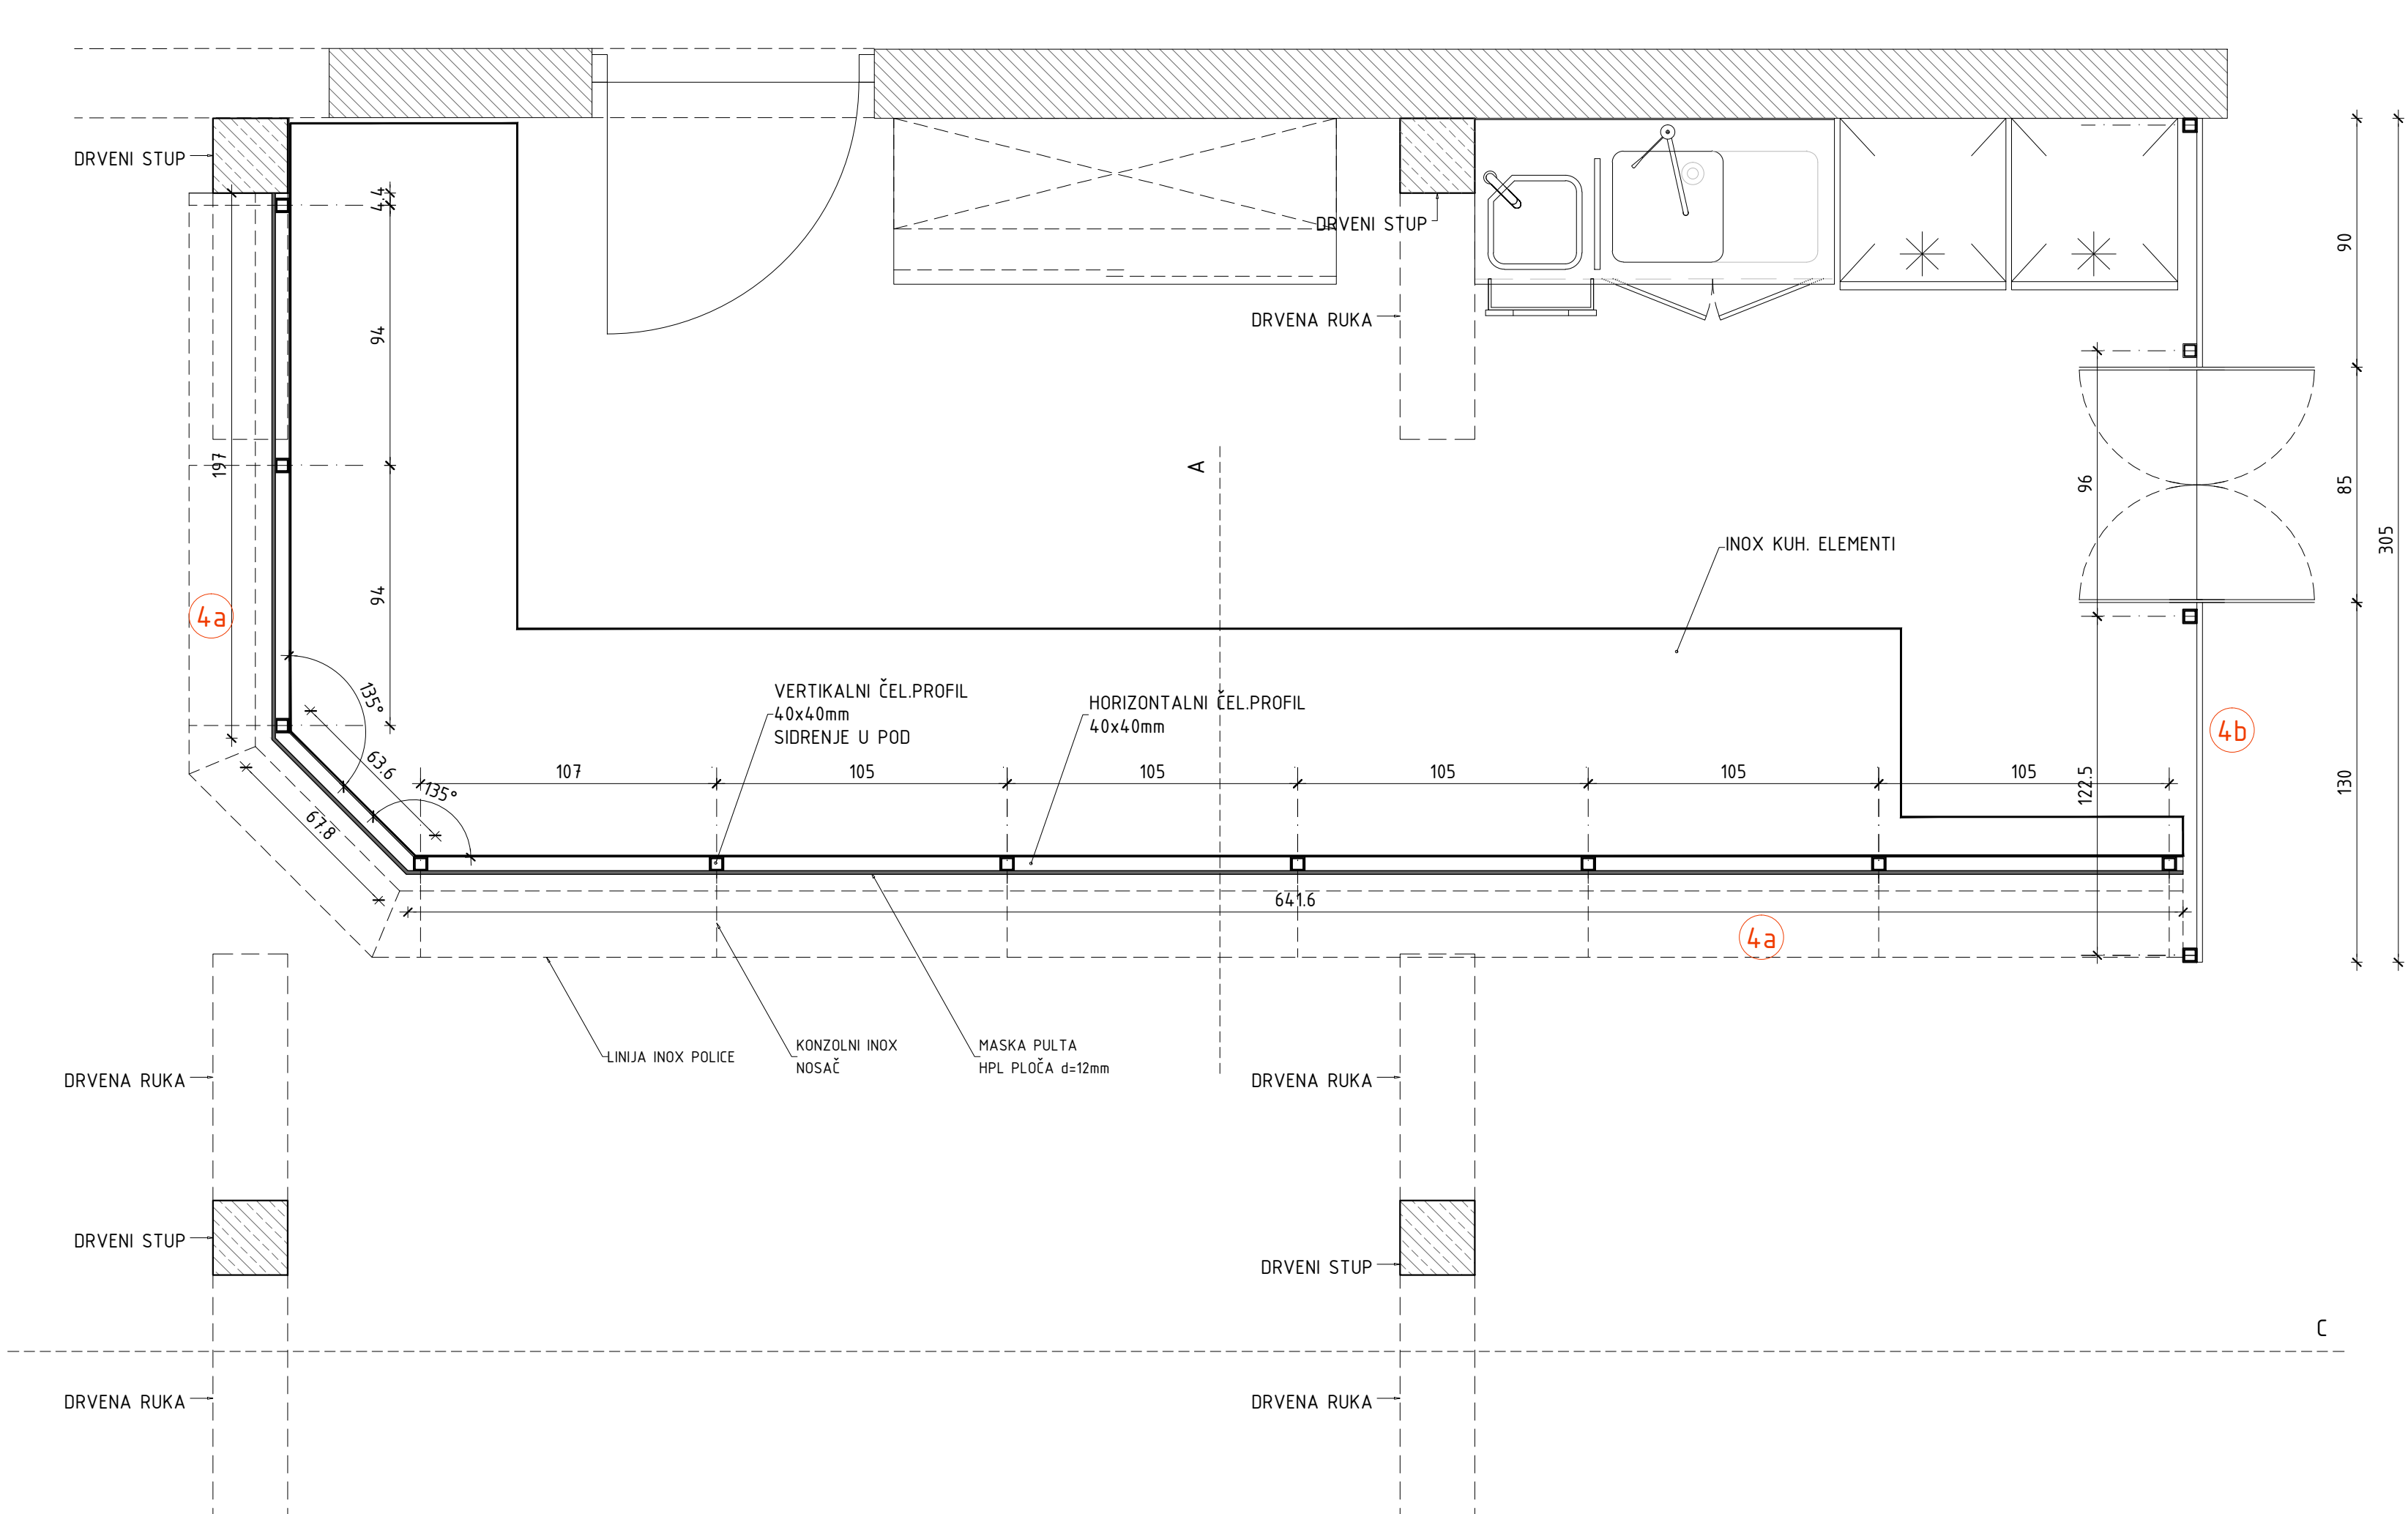 DRVENI STUP
4.4
DRVENI STUP
90
DRVENA RUKA
94
197
A
96
85
305
INOX KUH. ELEMENTI
94
4a
135°
VERTIKALNI ČEL.PROFIL
40x40mm
SIDRENJE U POD
HORIZONTALNI ČEL.PROFIL
40x40mm
4b
63.6
135°
67.8
107
105
105
105
105
105
122.5
130
641.6
4a
LINIJA INOX POLICE
KONZOLNI INOX
NOSAČ
MASKA PULTA
HPL PLOČA d=12mm
DRVENA RUKA
DRVENA RUKA
DRVENI STUP
DRVENI STUP
C
DRVENA RUKA
DRVENA RUKA